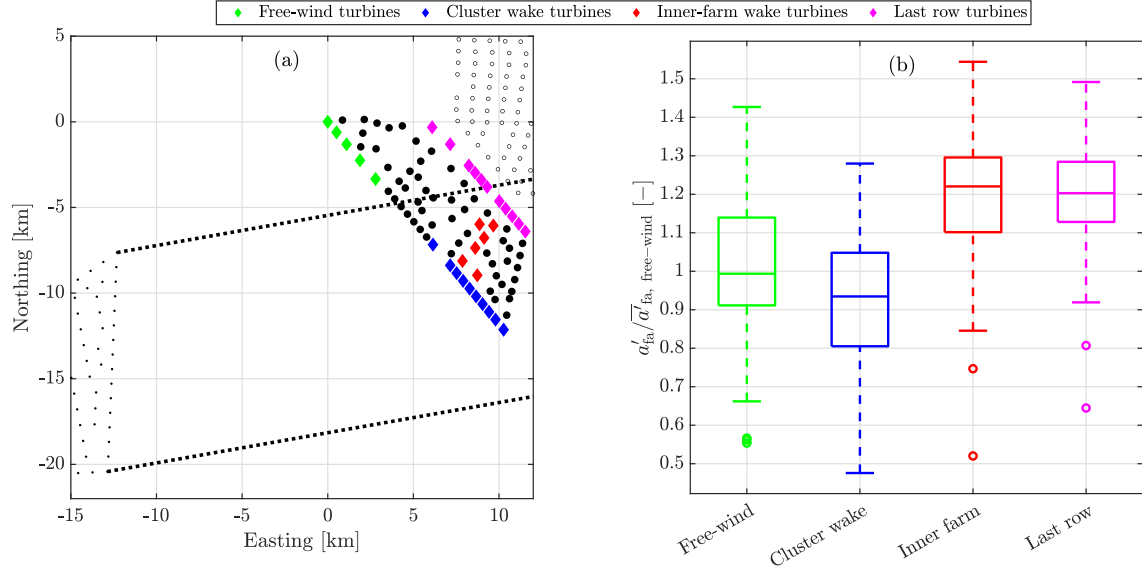 Free-wind turbines Cluster wake turbines Inner-farm wake turbines Last row turbines
(a)
5
0
-5
-10
-15
-20
Northing [km]
-15 -10 -5 0 5 10
Easting [km]
(b)
1.5
1.4
1.3
1.2
1.1
1
0.9
0.8
0.7
0.6
0.5
a′fa/a̅′fa, free−wind [−]
Free-wind Cluster wake Inner farm Last row